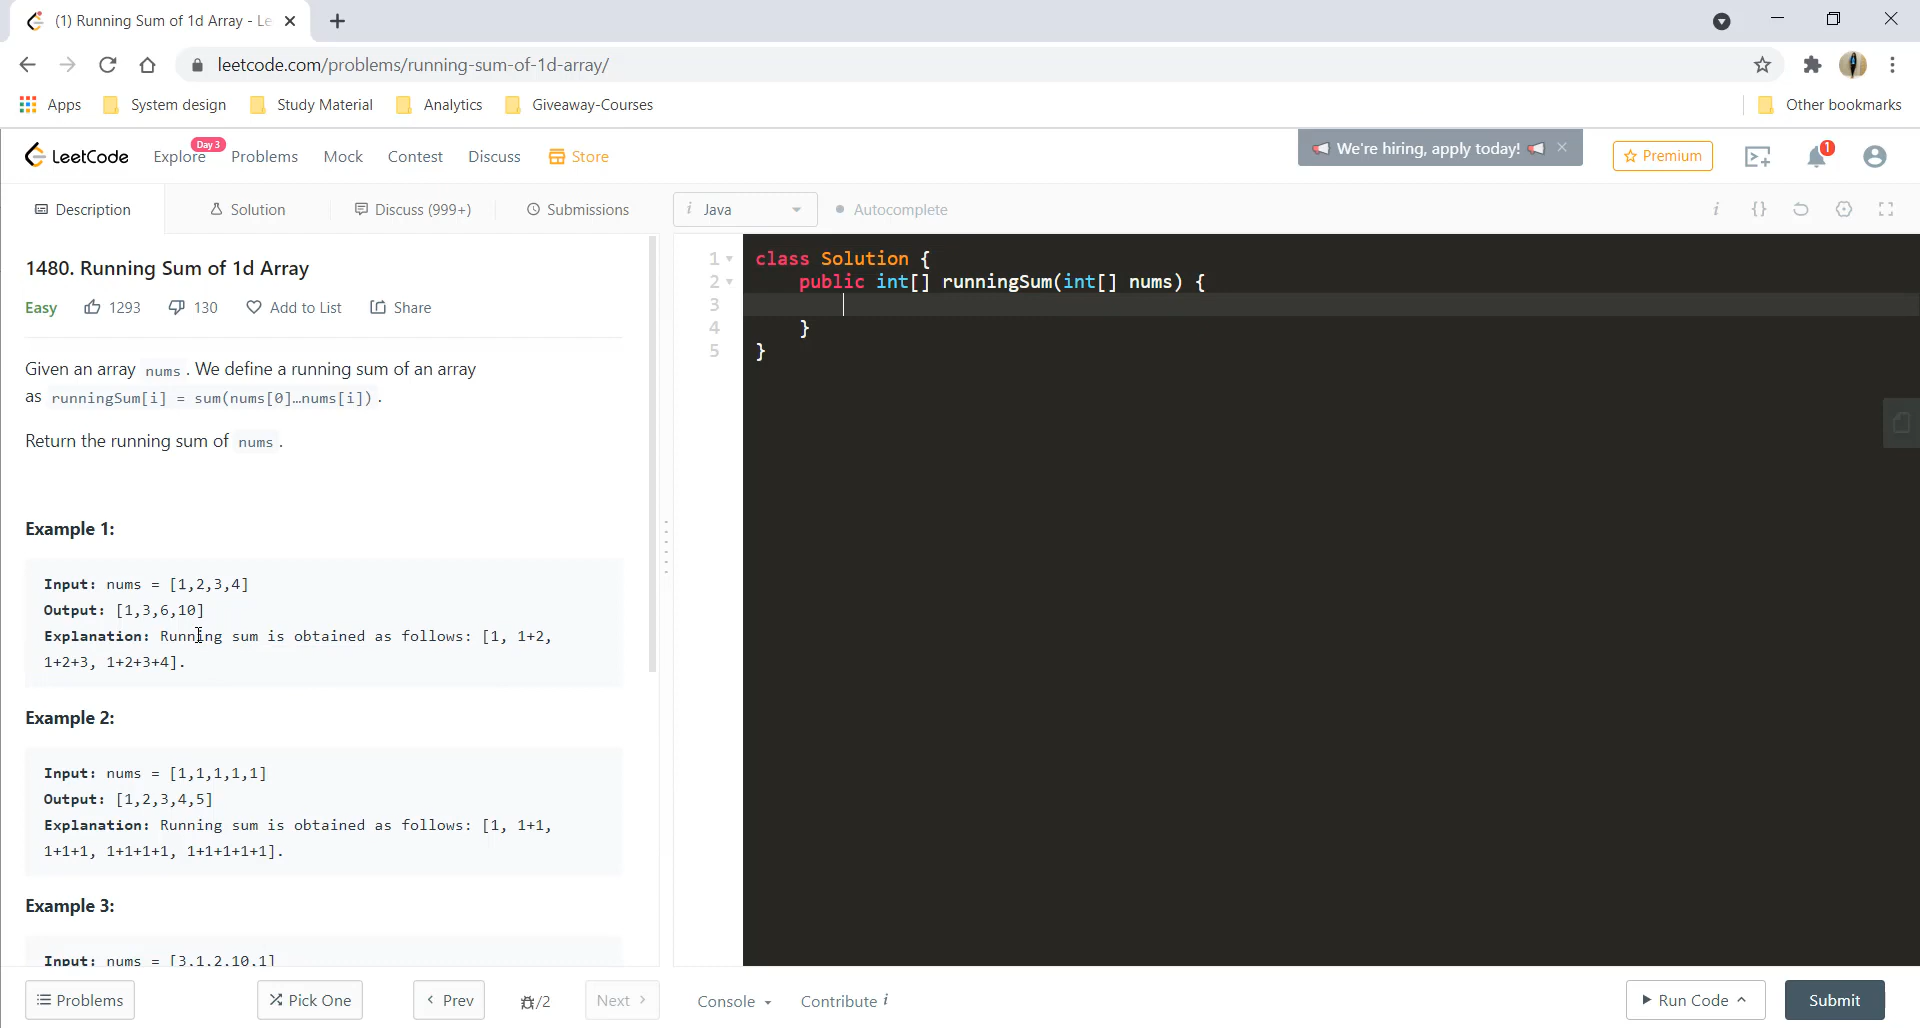 (1) Running Sum of 1d Array - Le
leetcode.com/problems/running-sum-of-1d-array/
Apps System design Study Material Analytics Giveaway-Courses Other bookmarks
LeetCode Explore Day 3 Problems Mock Contest Discuss Store We're hiring, apply today! Premium 1
Description Solution Discuss (999+) Submissions
i Java Autocomplete i {}
1480. Running Sum of 1d Array
Easy 1293 130 Add to List Share
Given an array nums. We define a running sum of an array
as runningSum[i] = sum(nums[0]…nums[i]).
Return the running sum of nums.
Example 1:
Input: nums = [1,2,3,4]
Output: [1,3,6,10]
Explanation: Running sum is obtained as follows: [1, 1+2,
1+2+3, 1+2+3+4].
Example 2:
Input: nums = [1,1,1,1,1]
Output: [1,2,3,4,5]
Explanation: Running sum is obtained as follows: [1, 1+1,
1+1+1, 1+1+1+1, 1+1+1+1+1].
Example 3:
Input: nums = [3,1,2,10,1]
1 class Solution {
2 public int[] runningSum(int[] nums) {
3
4 }
5 }
Problems Pick One Prev /2 Next Console Contribute i Run Code Submit